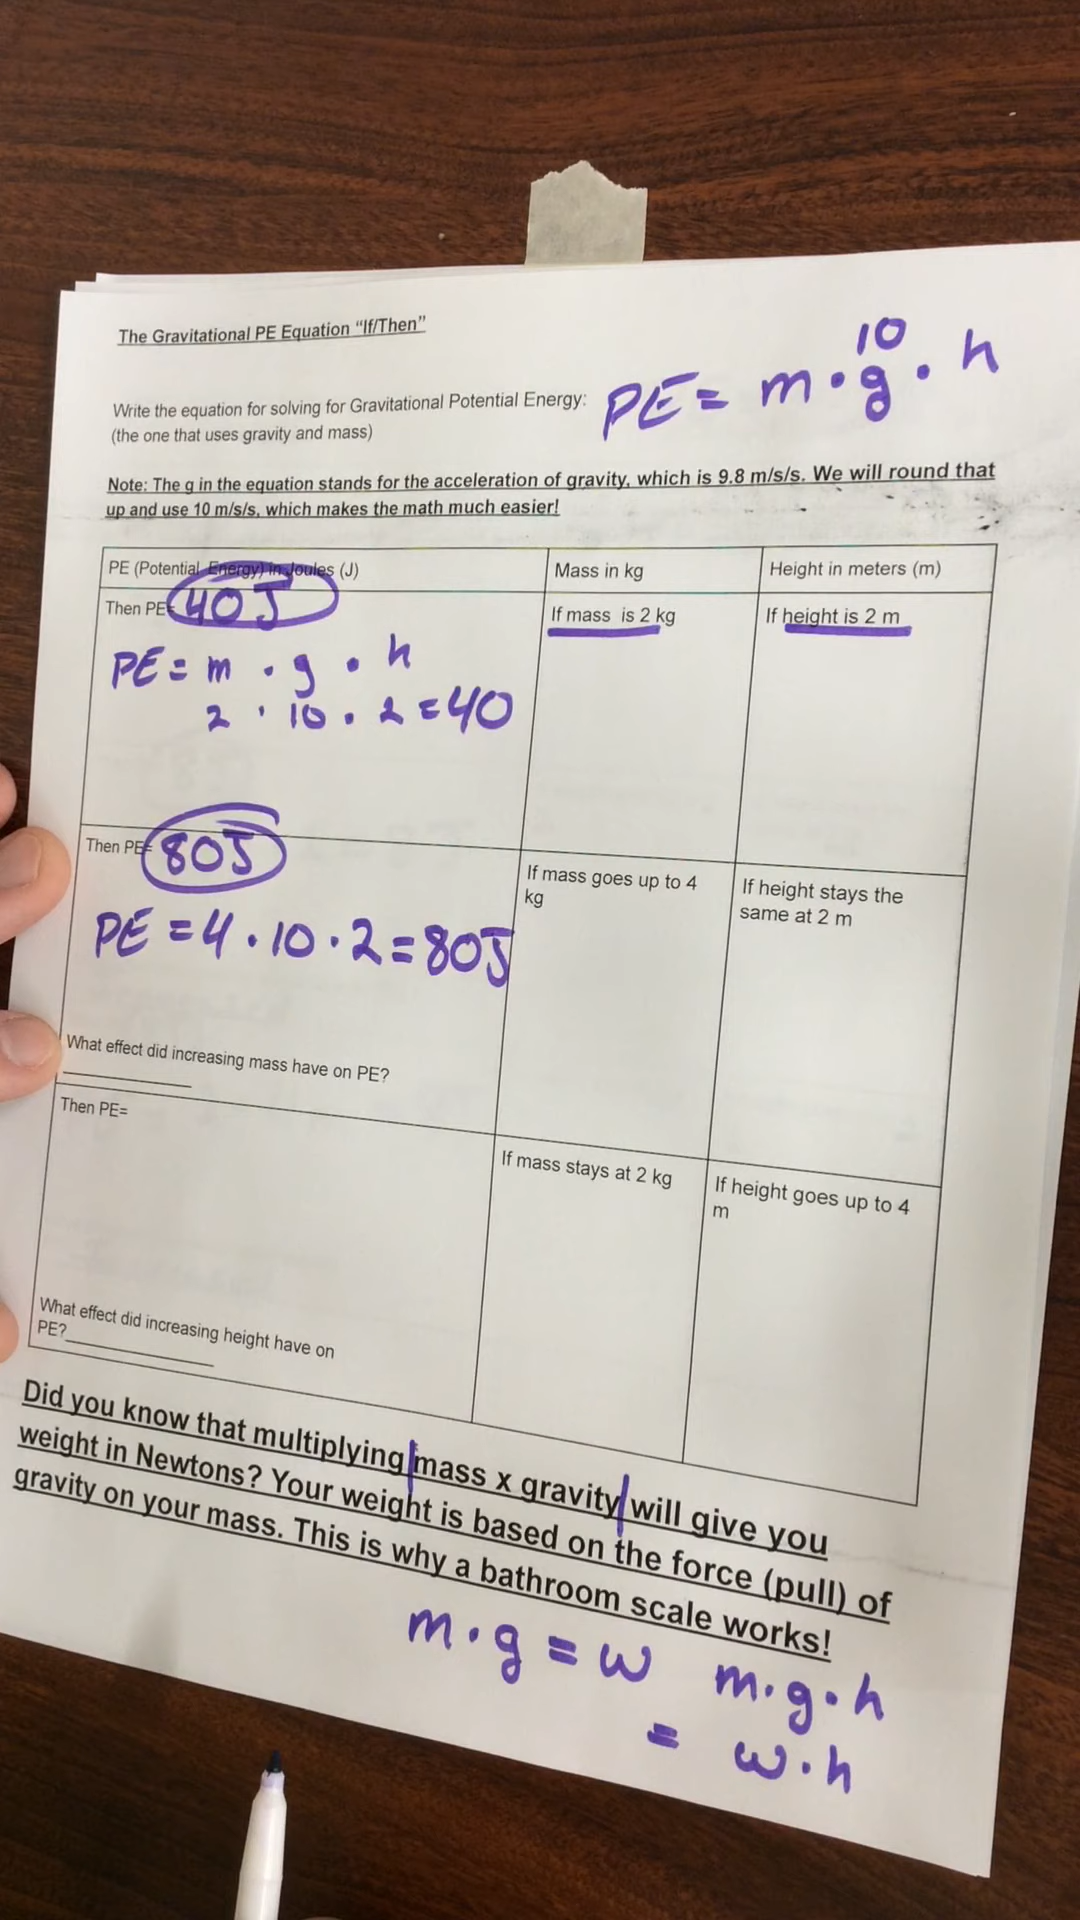 The Gravitational PE Equation “If/Then”
Write the equation for solving for Gravitational Potential Energy:
(the one that uses gravity and mass)
10
PE = m · g · h
Note: The g in the equation stands for the acceleration of gravity, which is 9.8 m/s/s. We will round that
up and use 10 m/s/s, which makes the math much easier!
PE (Potential Energy) in Joules (J)
Mass in kg
Height in meters (m)
Then PE= 40J
PE = m · g · h
2 · 10 · 2 = 40
If mass is 2 kg
If height is 2 m
Then PE= 80J
PE = 4 · 10 · 2 = 80J
What effect did increasing mass have on PE?
If mass goes up to 4
kg
If height stays the
same at 2 m
Then PE=
What effect did increasing height have on
PE?
If mass stays at 2 kg
If height goes up to 4
m
Did you know that multiplying mass x gravity will give you
weight in Newtons? Your weight is based on the force (pull) of
gravity on your mass. This is why a bathroom scale works!
m · g = w
m · g · h
= w · h